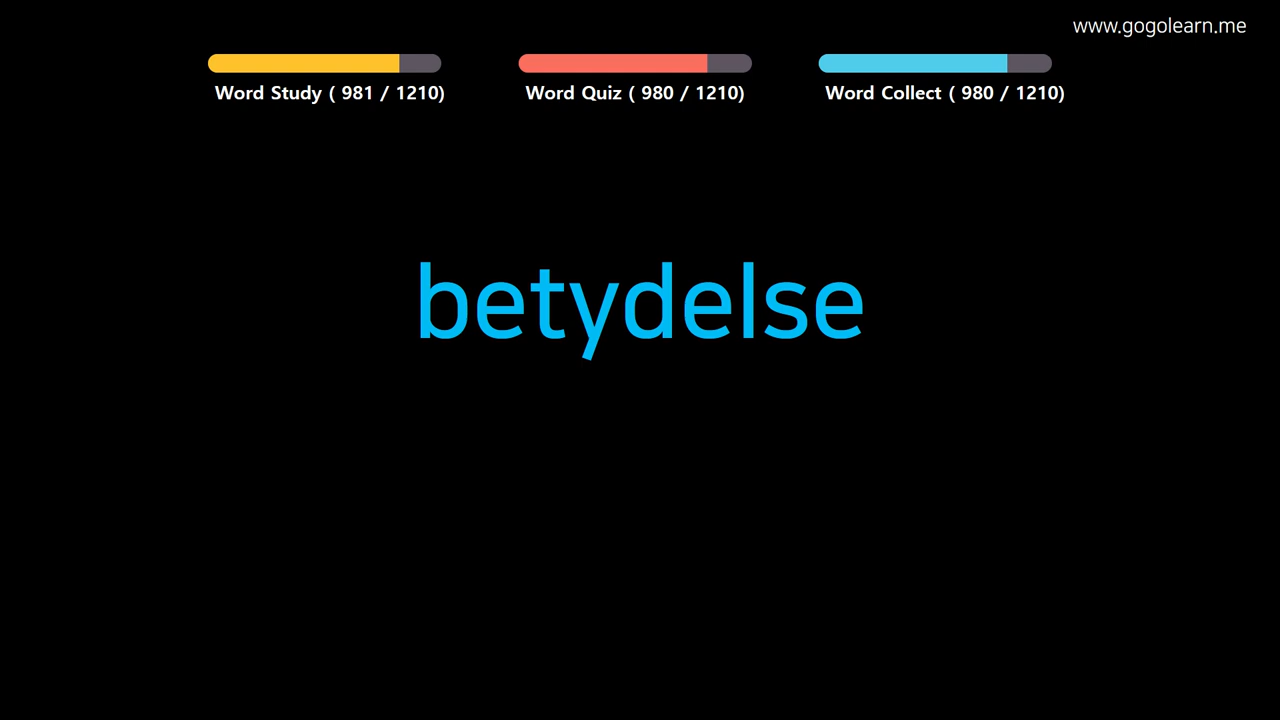 www.gogolearn.me
Word Study ( 981 / 1210)
Word Quiz ( 980 / 1210)
Word Collect ( 980 / 1210)
betydelse